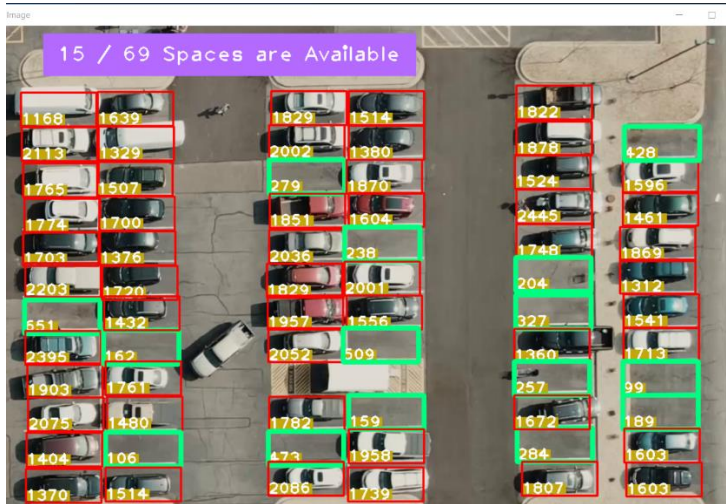 Image
15 / 69 Spaces are Available
1168 1639 1829 1514 1822
2113 1329 2002 1380 1878 428
1765 1507 279 1870 1524 1596
1774 1700 1851 1604 2445 1461
1703 1376 2036 238 1748 1869
2203 1720 1829 2001 204 1312
551 1432 1957 1556 327 1541
2395 162 2052 509 1360 1713
1903 1761 257 99
2075 1480 1782 159 1672 189
1404 106 473 1958 284 1603
1370 1514 2086 1739 1807 1603